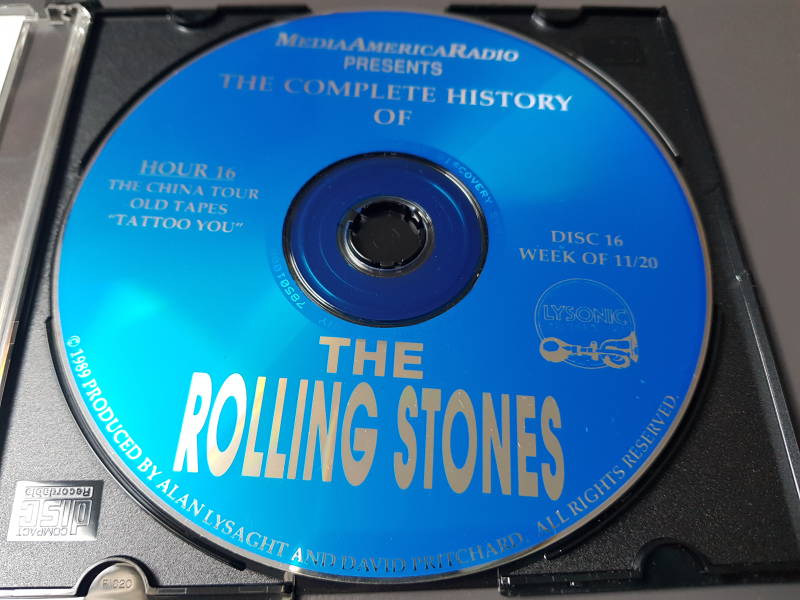 MEDIAAMERICARADIO
PRESENTS
THE COMPLETE HISTORY
OF
HOUR 16
THE CHINA TOUR
OLD TAPES
"TATTOO YOU"
DISC 16
WEEK OF 11/20
LYSONIC
THE
ROLLING STONES
© 1989 PRODUCED BY ALAN LYSAGHT AND DAVID PRITCHARD. ALL RIGHTS RESERVED.
COMPACT
disc
Recordable